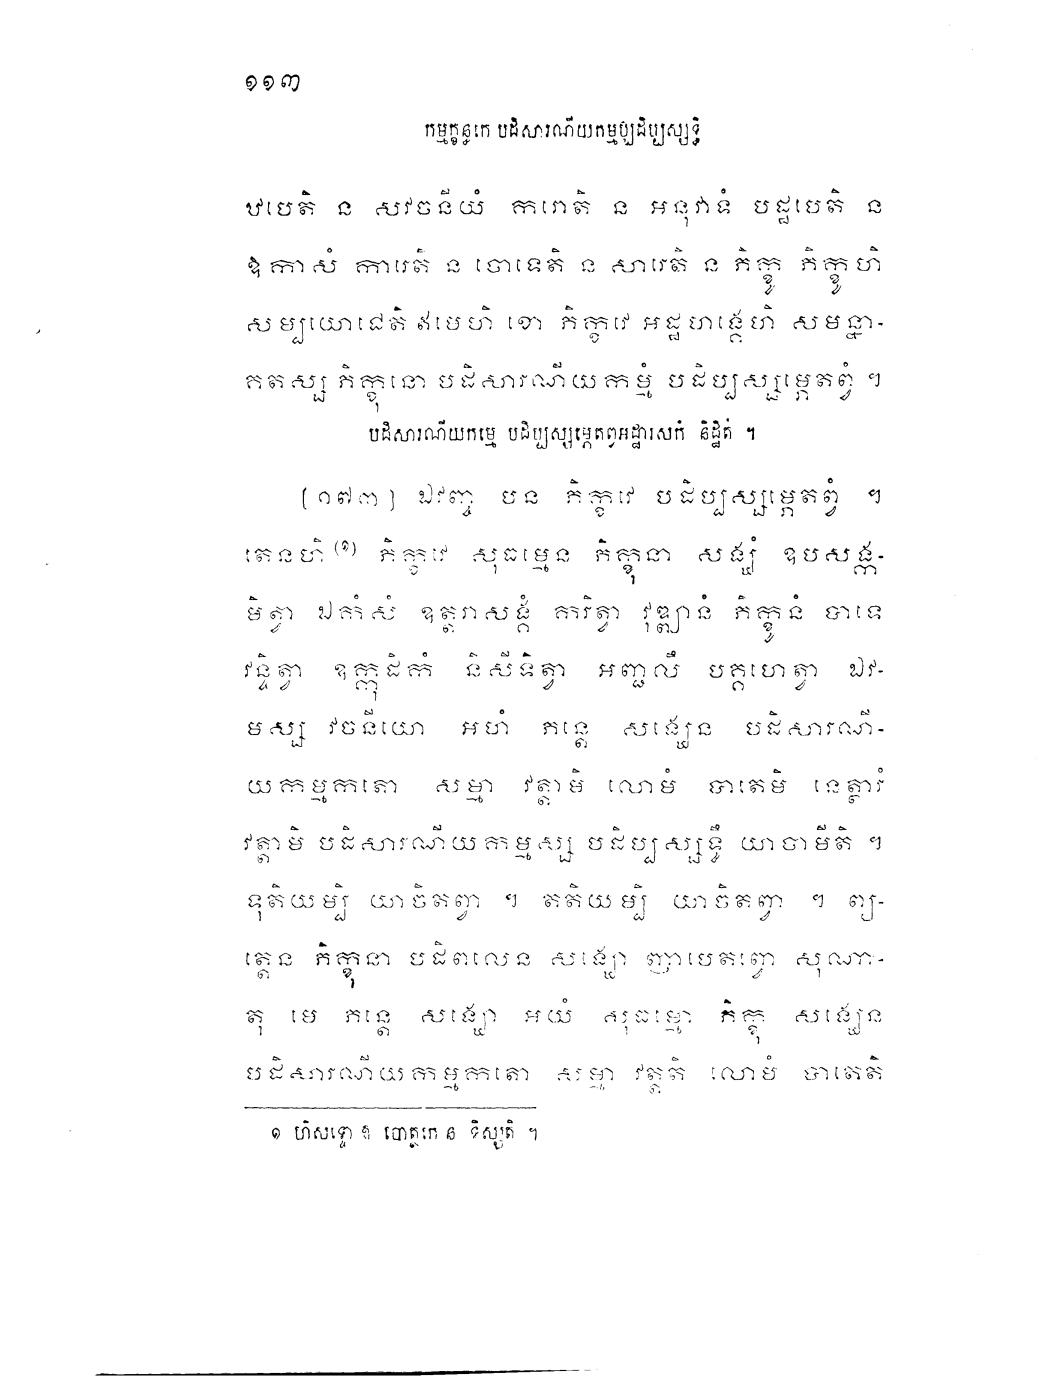 ១១៣
កម្មក្ខន្ធកេ បដិសារណីយកម្មប្បដិប្បស្សទ្ធិ
ឋបេតិ ន សវចនីយំ ករោតិ ន អនុវាទំ បដ្ឋបេតិ ន
ឱកាសំ ការេតិ ន ចោទេតិ ន សារេតិ ន ភិក្ខូ ភិក្ខូហិ
សម្បយោជេតិ ឥមេហិ ខោ ភិក្ខវេ អដ្ឋហង្គេហិ សមន្នា-
គតស្ស ភិក្ខុនោ បដិសារណីយកម្មំ បដិប្បស្សម្ភេតព្វំ ។
បដិសារណីយកម្មេ បដិប្បស្សម្ភេតព្វអដ្ឋារសកំ និដ្ឋិតំ ។
[១៧៣] ឯវញ្ច បន ភិក្ខវេ បដិប្បស្សម្ភេតព្វំ ។
តេនហិ (១) ភិក្ខវេ សុធម្មេន ភិក្ខុនា សង្ឃំ ឧបសង្ក-
មិត្វា ឯកំសំ ឧត្តរាសង្គំ ការិត្វា វុឌ្ឍានំ ភិក្ខូនំ បាទេ
វន្ទិត្វា ឧក្កុដិកំ និសីទិត្វា អញ្ជលឹ បគ្គហេត្វា ឯវ-
មស្ស វចនីយោ អហំ ភន្តេ សង្ឃេន បដិសារណី-
យកម្មកតោ សម្មា វត្តាមិ លោមំ បាតេមិ នេត្ថារំ
វត្តាមិ បដិសារណីយកម្មស្ស បដិប្បស្សទ្ធឹ យាចាមីតិ ។
ទុតិយម្បិ យាចិតព្វា ។ តតិយម្បិ យាចិតព្វា ។ ព្យ-
ត្តេន ភិក្ខុនា បដិពលេន សង្ឃោ ញាបេតព្វោ សុណា-
តុ មេ ភន្តេ សង្ឃោ អយំ សុធម្មោ ភិក្ខុ សង្ឃេន
បដិសារណីយកម្មកតោ សម្មា វត្តតិ លោមំ បាតេតិ
១ ហិសទ្ទោ ឱ បោត្ថកេ ន ទិស្សតិ ។